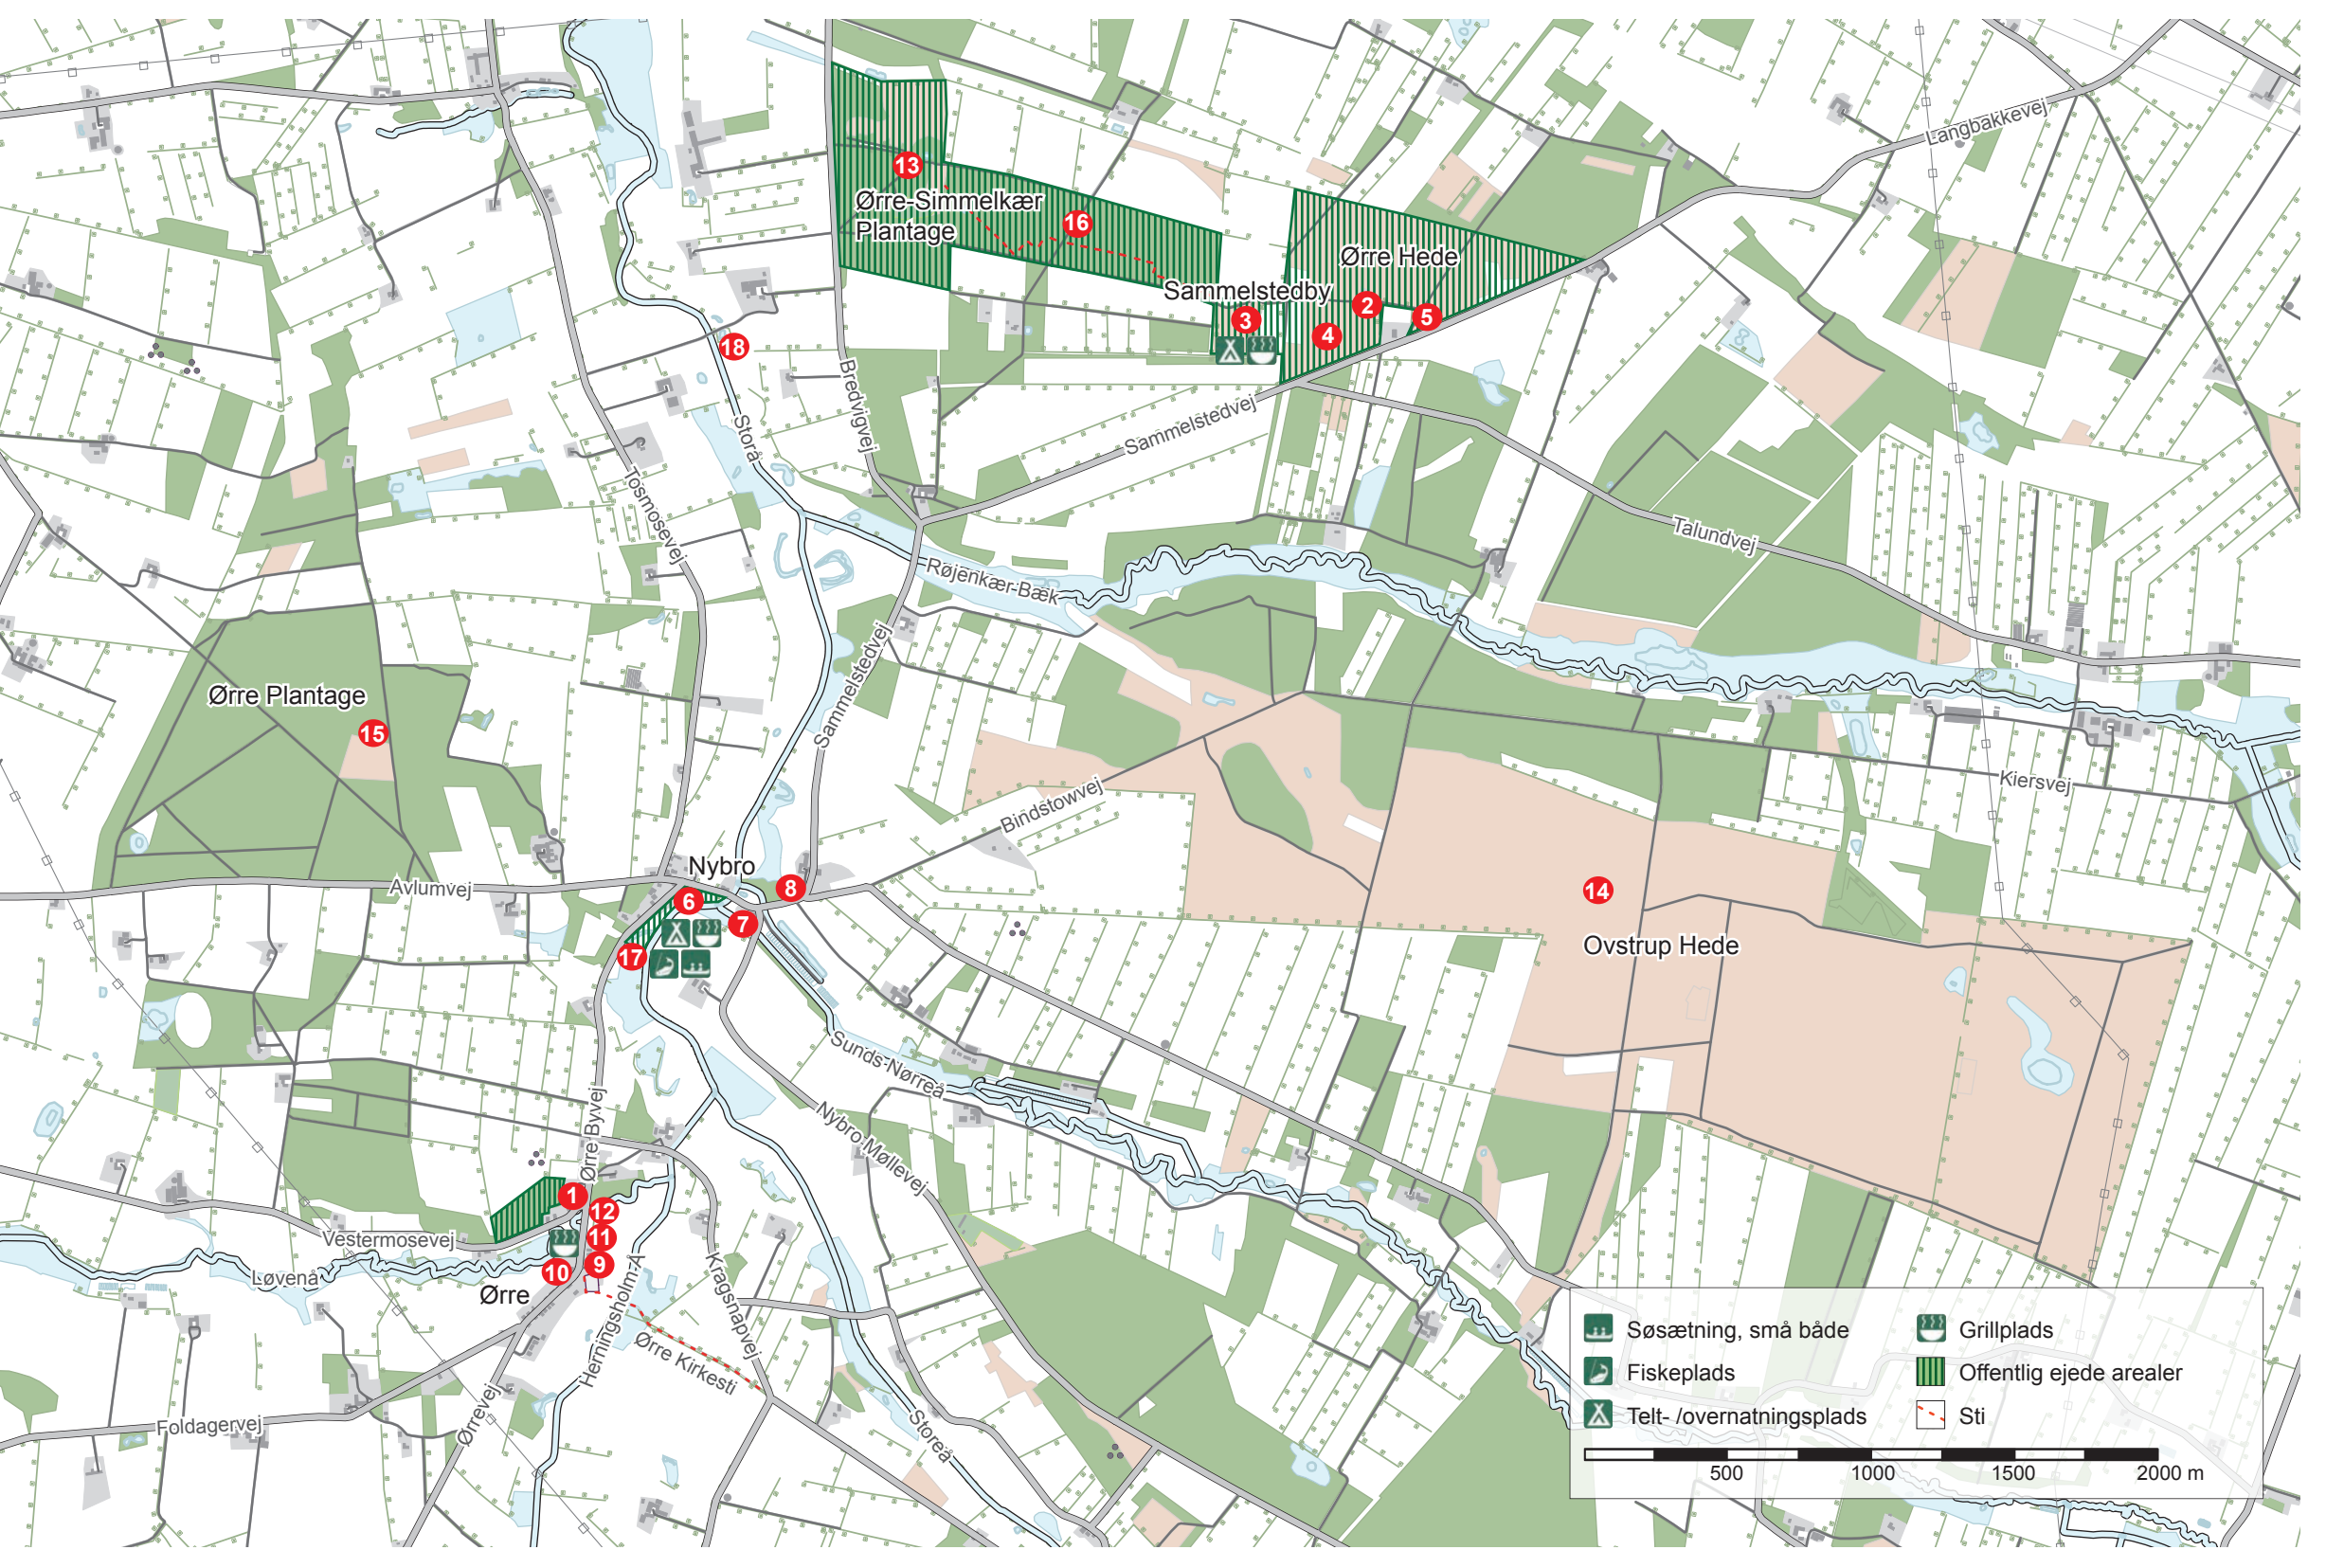 Langbakkevej
13
Ørre-Simmelkær
Plantage
16
Ørre Hede
Sammelstedby
2
3
5
4
18
Bredvigvej
Storå
Sammelstedvej
Tosmosevej
Talundvej
Røjenkær Bæk
Sammelstedvej
Ørre Plantage
15
Kiersvej
Bindstowvej
Nybro
Avlumvej
8
14
6
7
Ovstrup Hede
17
Sunds Nørreå
Nybro Møllevej
Ørre Byvej
1
12
Vestermosevej
11
9
10
Løvenå
Ørre
Herningsholm Å
Kragsnapvej
Ørre Kirkesti
Foldagervej
Ørrevej
Storeå
Søsætning, små både
Fiskeplads
Telt- /overnatningsplads
Grillplads
Offentlig ejede arealer
Sti
500 1000 1500 2000 m